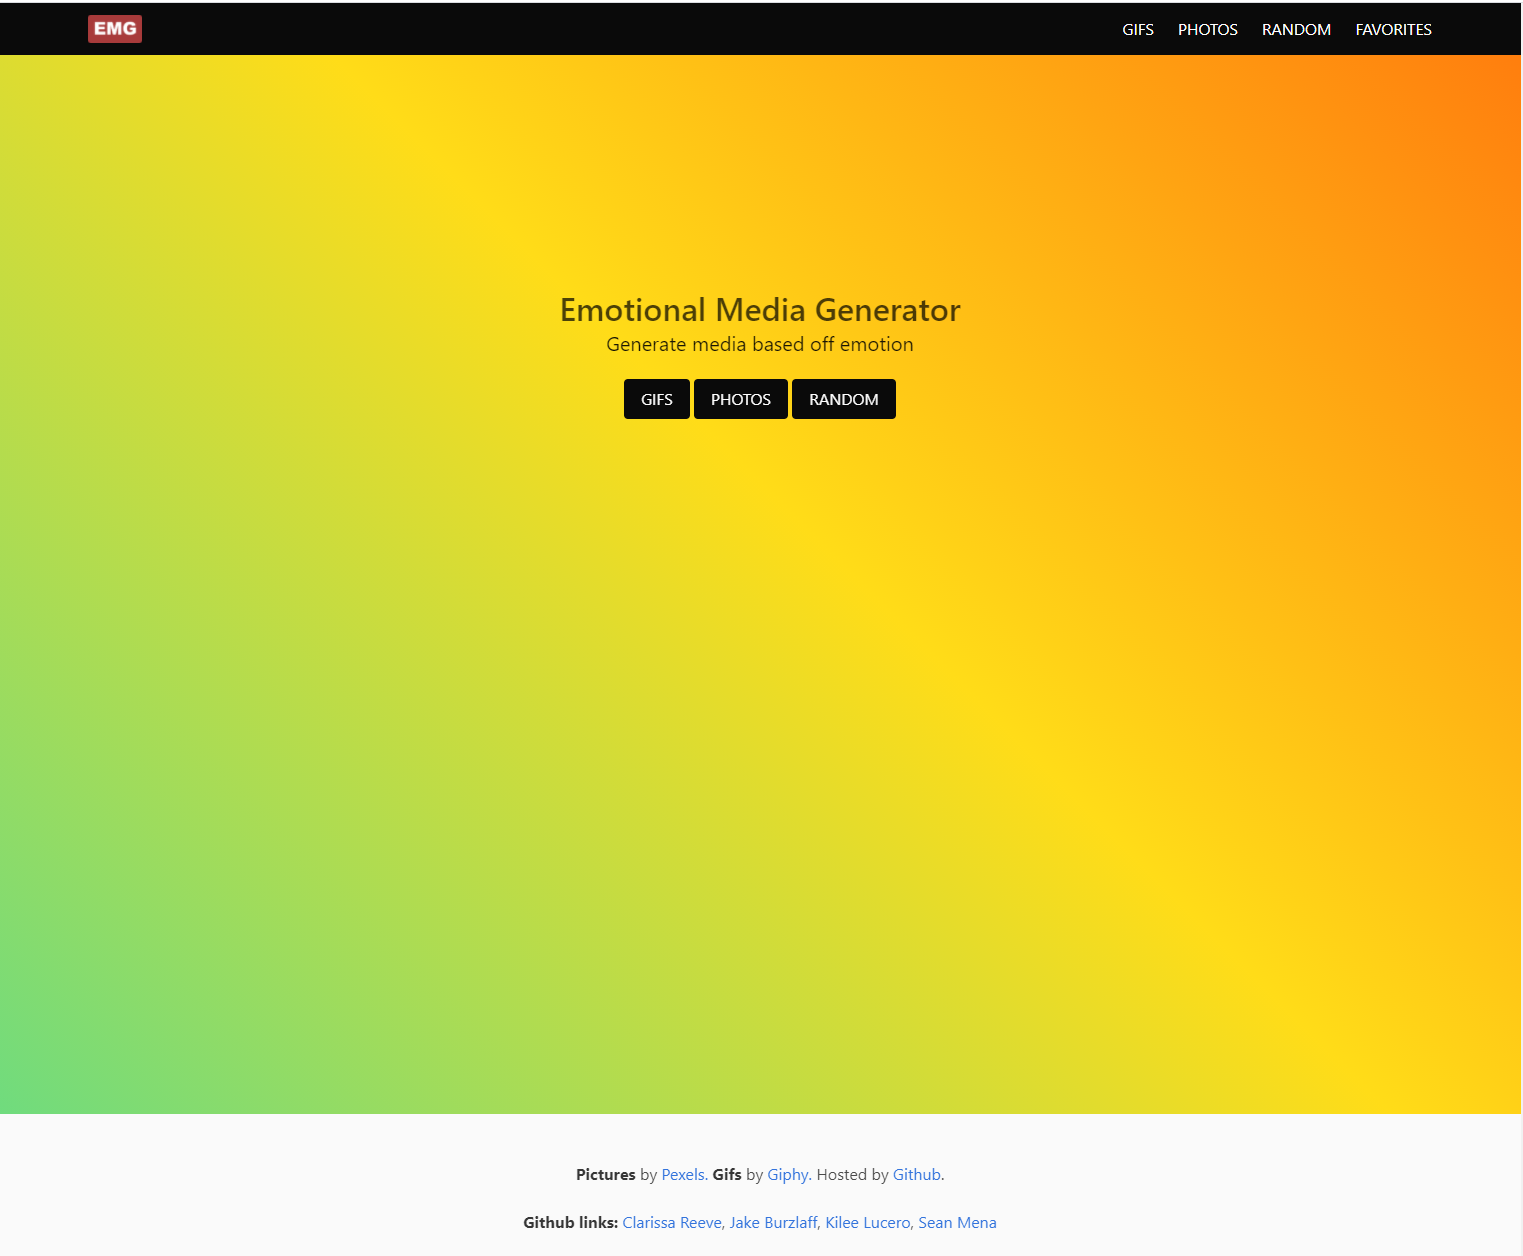 EMG
GIFS PHOTOS RANDOM FAVORITES
Emotional Media Generator
Generate media based off emotion
GIFS PHOTOS RANDOM
Pictures by Pexels. Gifs by Giphy. Hosted by Github.
Github links: Clarissa Reeve, Jake Burzlaff, Kilee Lucero, Sean Mena